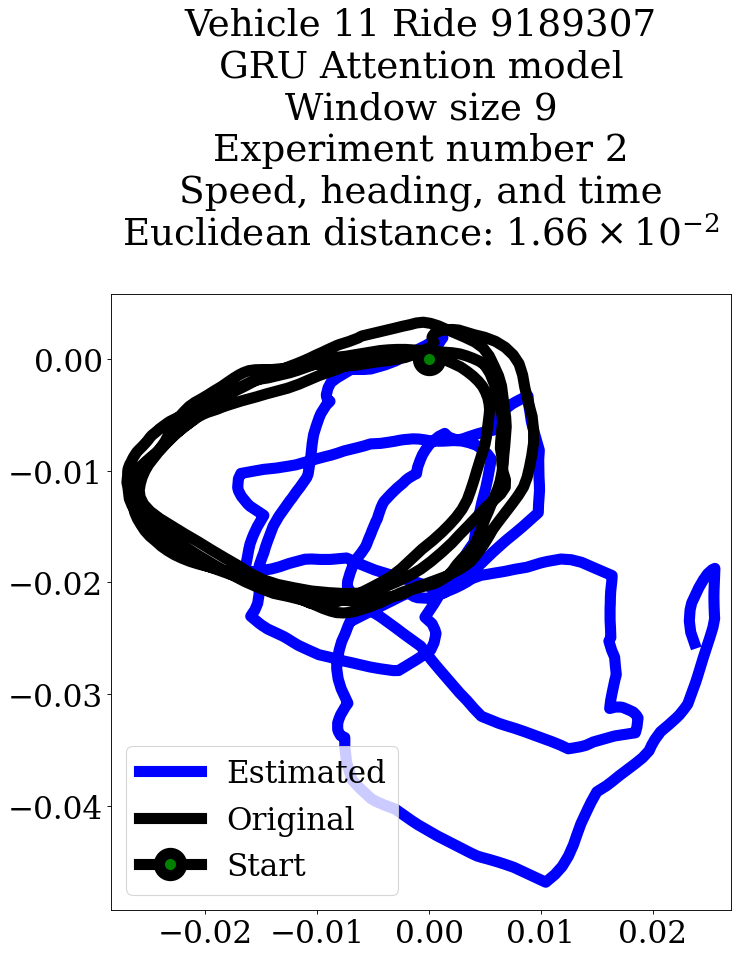 Vehicle 11 Ride 9189307
GRU Attention model
Window size 9
Experiment number 2
Speed, heading, and time
Euclidean distance: 1.66 × 10⁻²
0.00
−0.01
−0.02
−0.03
−0.04
Estimated
Original
Start
−0.02 −0.01 0.00 0.01 0.02